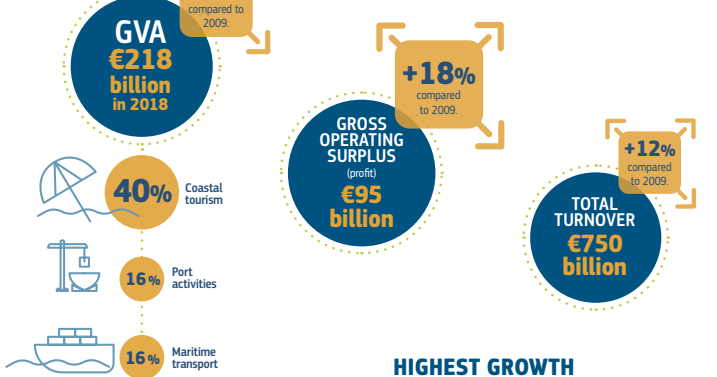 compared to
2009.
GVA
€218
billion
in 2018
40%
Coastal
tourism
16%
Port
activities
16%
Maritime
transport
+18%
compared
to 2009.
GROSS
OPERATING
SURPLUS
(profit)
€95
billion
+12%
compared
to 2009.
TOTAL
TURNOVER
€750
billion
HIGHEST GROWTH